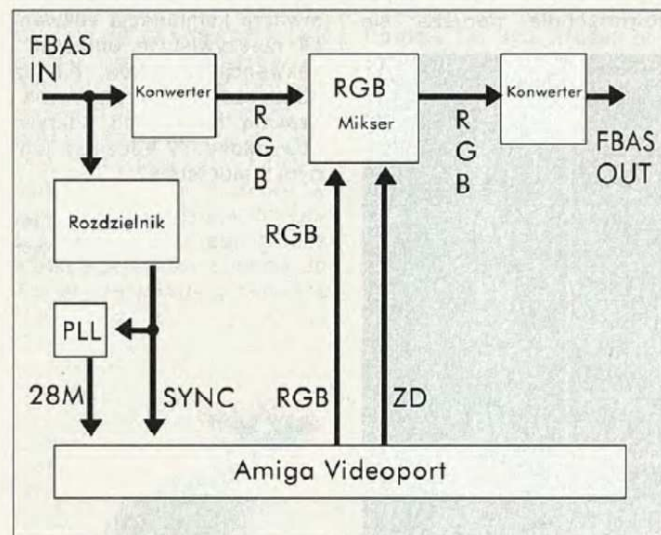 FBAS
IN
Konwerter
R
G
B
RGB
Mikser
R
G
B
Konwerter
FBAS
OUT
Rozdzielnik
RGB
PLL
28M
SYNC
RGB
ZD
Amiga Videoport